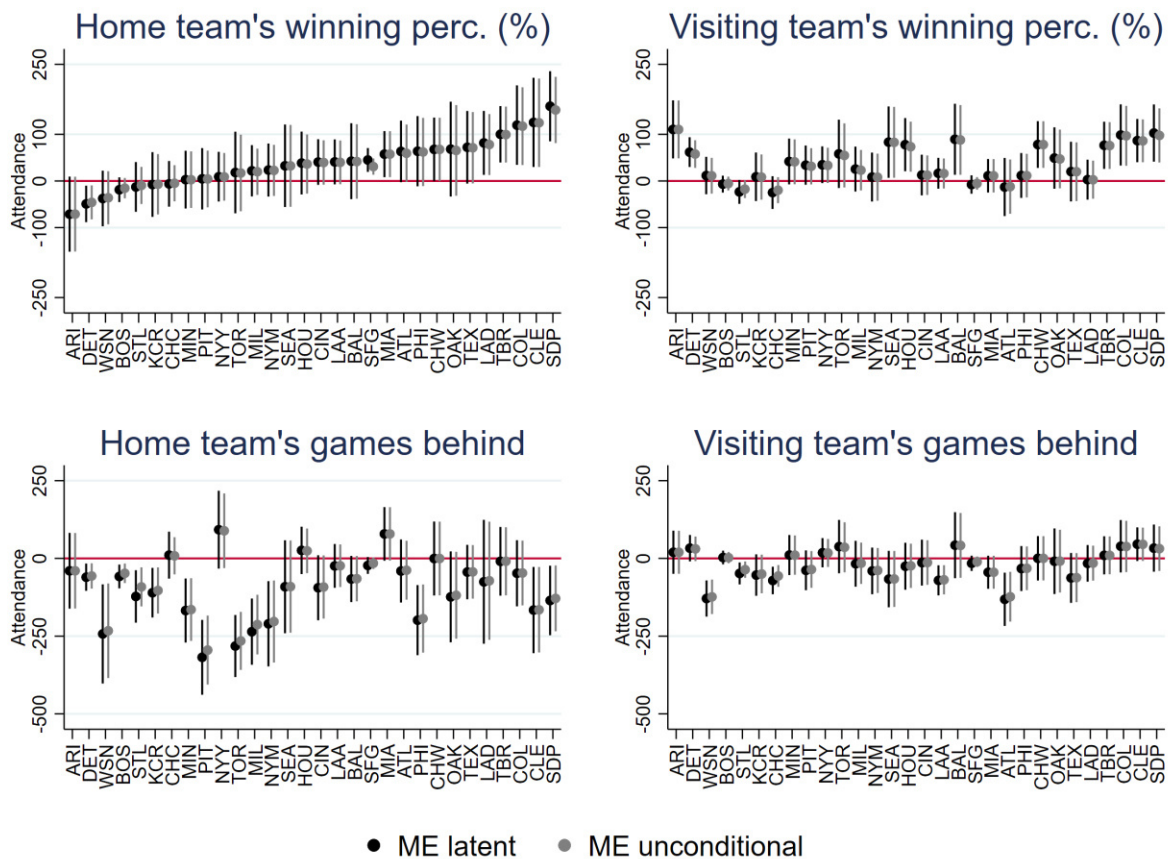 Home team's winning perc. (%)
Attendance
250
100
0
-100
-250
ARI DET WSN BOS STL KCR CHC MIN PIT NYY TOR MIL NYM SEA HOU CIN LAA BAL SFG MIA ATL PHI CHW OAK TEX LAD TBR COL CLE SDP
Visiting team's winning perc. (%)
Attendance
250
100
0
-100
-250
ARI DET WSN BOS STL KCR CHC MIN PIT NYY TOR MIL NYM SEA HOU CIN LAA BAL SFG MIA ATL PHI CHW OAK TEX LAD TBR COL CLE SDP
Home team's games behind
Attendance
250
0
-250
-500
ARI DET WSN BOS STL KCR CHC MIN PIT NYY TOR MIL NYM SEA HOU CIN LAA BAL SFG MIA ATL PHI CHW OAK TEX LAD TBR COL CLE SDP
Visiting team's games behind
Attendance
250
0
-250
-500
ARI DET WSN BOS STL KCR CHC MIN PIT NYY TOR MIL NYM SEA HOU CIN LAA BAL SFG MIA ATL PHI CHW OAK TEX LAD TBR COL CLE SDP
ME latent ME unconditional